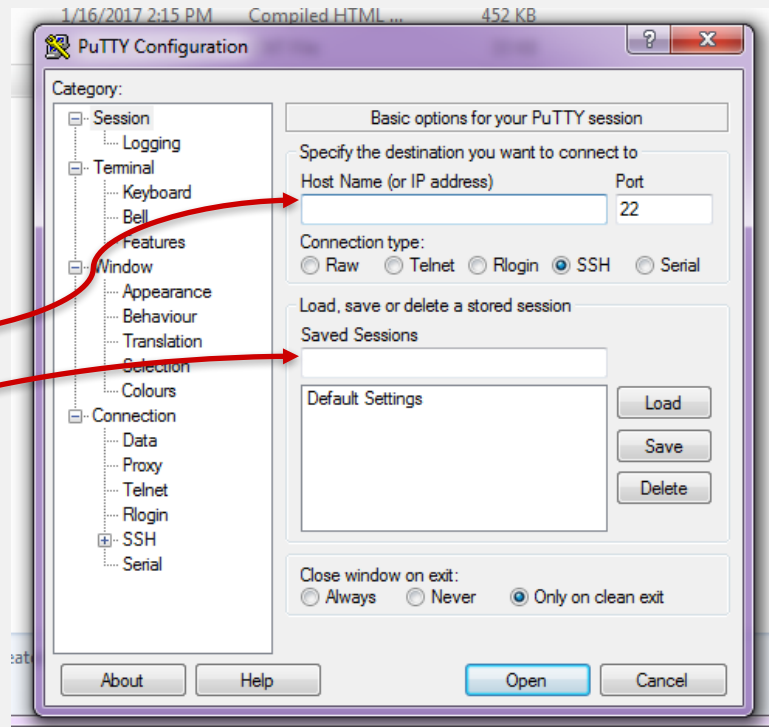 1/16/2017 2:15 PM Compiled HTML ... 452 KB
PuTTY Configuration
?
X
Category:
Session
Logging
Terminal
Keyboard
Bell
Features
Window
Appearance
Behaviour
Translation
Selection
Colours
Connection
Data
Proxy
Telnet
Rlogin
SSH
Serial
Basic options for your PuTTY session
Specify the destination you want to connect to
Host Name (or IP address) Port
22
Connection type:
Raw Telnet Rlogin SSH Serial
Load, save or delete a stored session
Saved Sessions
Default Settings
Load
Save
Delete
Close window on exit:
Always Never Only on clean exit
About Help Open Cancel